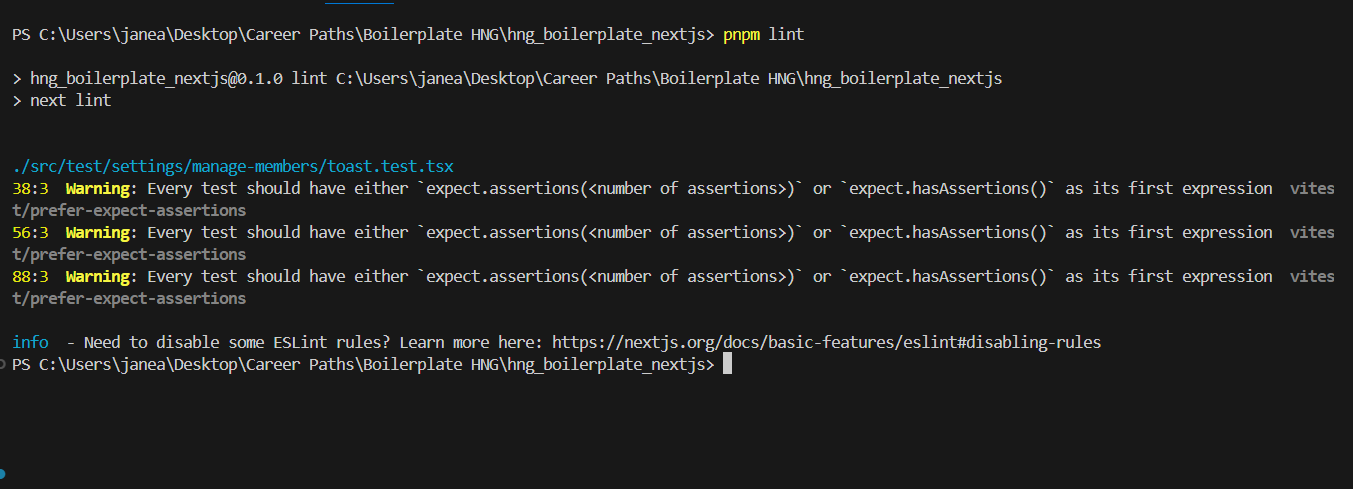 PS C:\Users\janea\Desktop\Career Paths\Boilerplate HNG\hng_boilerplate_nextjs> pnpm lint
> hng_boilerplate_nextjs@0.1.0 lint C:\Users\janea\Desktop\Career Paths\Boilerplate HNG\hng_boilerplate_nextjs
> next lint
./src/test/settings/manage-members/toast.test.tsx
38:3  Warning: Every test should have either `expect.assertions(<number of assertions>)` or `expect.hasAssertions()` as its first expression  vites
t/prefer-expect-assertions
56:3  Warning: Every test should have either `expect.assertions(<number of assertions>)` or `expect.hasAssertions()` as its first expression  vites
t/prefer-expect-assertions
88:3  Warning: Every test should have either `expect.assertions(<number of assertions>)` or `expect.hasAssertions()` as its first expression  vites
t/prefer-expect-assertions
info  - Need to disable some ESLint rules? Learn more here: https://nextjs.org/docs/basic-features/eslint#disabling-rules
PS C:\Users\janea\Desktop\Career Paths\Boilerplate HNG\hng_boilerplate_nextjs>